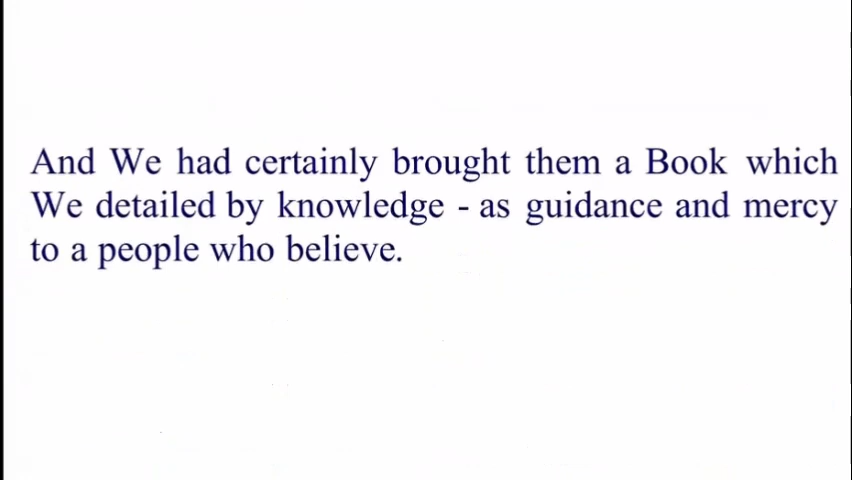 And We had certainly brought them a Book which
We detailed by knowledge - as guidance and mercy
to a people who believe.